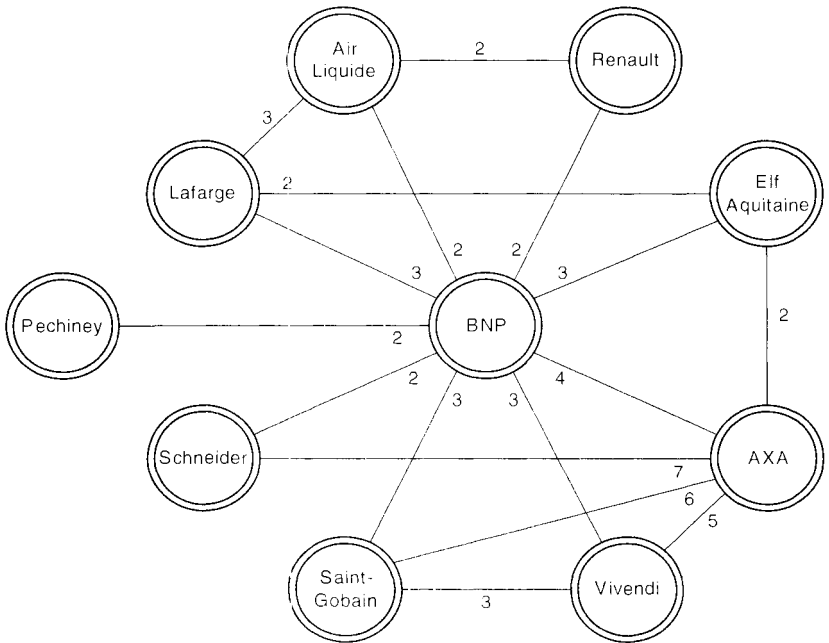 Air
Liquide
2
Renault
3
Lafarge
2
Elf
Aquitaine
2
2
3
3
BNP
Pechiney
2
2
2
4
3
3
Schneider
7
AXA
6
5
Saint-
Gobain
3
Vivendi